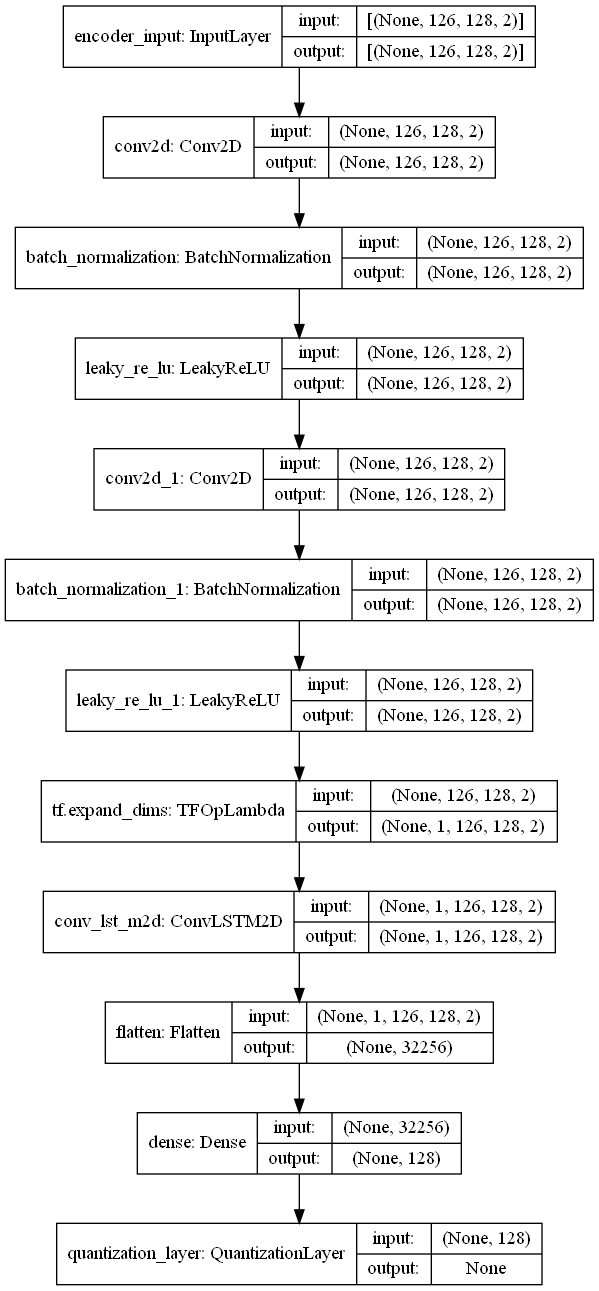 encoder_input: InputLayer
input:
[(None, 126, 128, 2)]
output:
[(None, 126, 128, 2)]
conv2d: Conv2D
input:
(None, 126, 128, 2)
output:
(None, 126, 128, 2)
batch_normalization: BatchNormalization
input:
(None, 126, 128, 2)
output:
(None, 126, 128, 2)
leaky_re_lu: LeakyReLU
input:
(None, 126, 128, 2)
output:
(None, 126, 128, 2)
conv2d_1: Conv2D
input:
(None, 126, 128, 2)
output:
(None, 126, 128, 2)
batch_normalization_1: BatchNormalization
input:
(None, 126, 128, 2)
output:
(None, 126, 128, 2)
leaky_re_lu_1: LeakyReLU
input:
(None, 126, 128, 2)
output:
(None, 126, 128, 2)
tf.expand_dims: TFOpLambda
input:
(None, 126, 128, 2)
output:
(None, 1, 126, 128, 2)
conv_lst_m2d: ConvLSTM2D
input:
(None, 1, 126, 128, 2)
output:
(None, 1, 126, 128, 2)
flatten: Flatten
input:
(None, 1, 126, 128, 2)
output:
(None, 32256)
dense: Dense
input:
(None, 32256)
output:
(None, 128)
quantization_layer: QuantizationLayer
input:
(None, 128)
output:
None